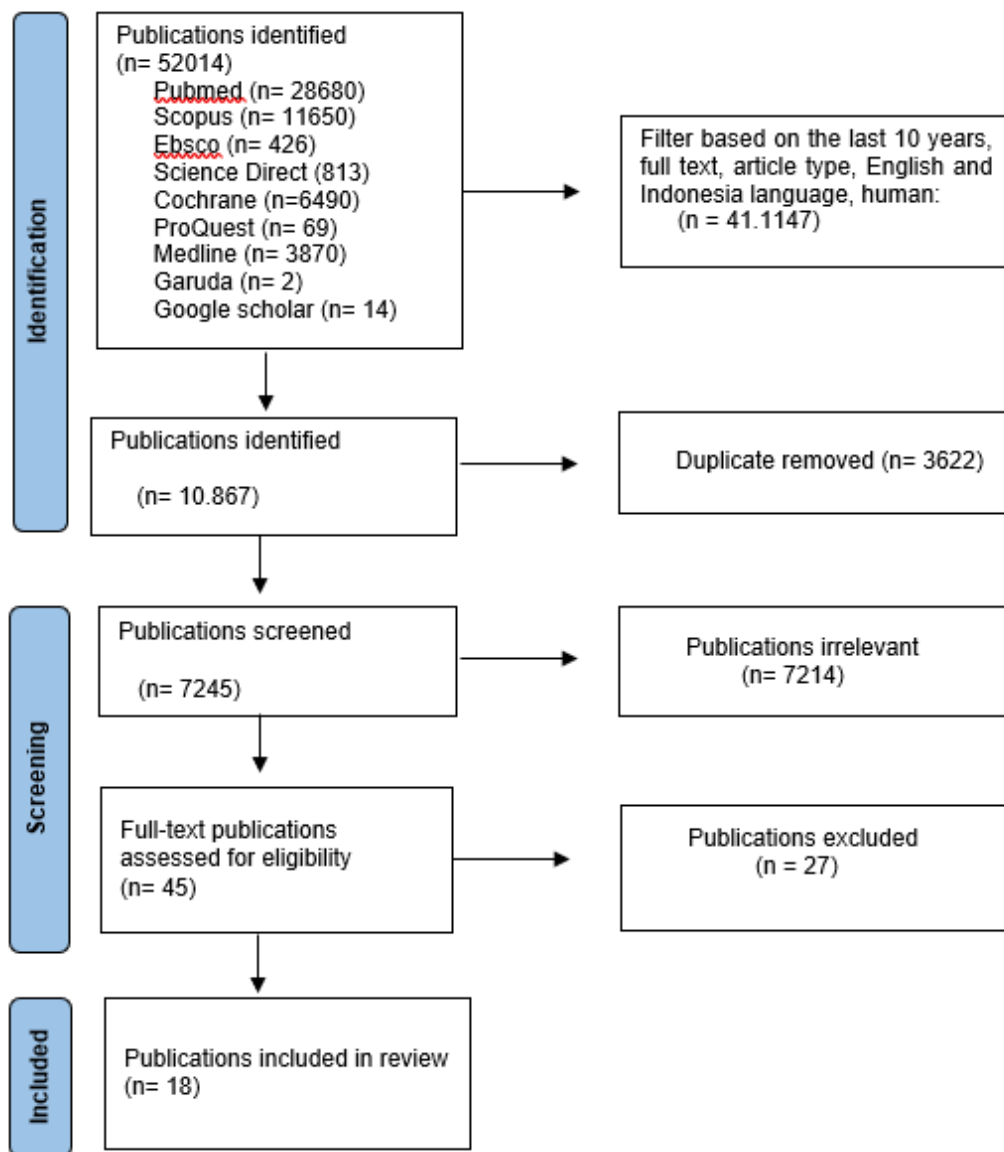 Identification
Publications identified
(n= 52014)
Pubmed (n= 28680)
Scopus (n= 11650)
Ebsco (n= 426)
Science Direct (813)
Cochrane (n=6490)
ProQuest (n= 69)
Medline (n= 3870)
Garuda (n= 2)
Google scholar (n= 14)
Filter based on the last 10 years,
full text, article type, English and
Indonesia language, human:
(n = 41.1147)
Publications identified
(n= 10.867)
Duplicate removed (n= 3622)
Screening
Publications screened
(n= 7245)
Publications irrelevant
(n= 7214)
Full-text publications
assessed for eligibility
(n= 45)
Publications excluded
(n = 27)
Included
Publications included in review
(n= 18)